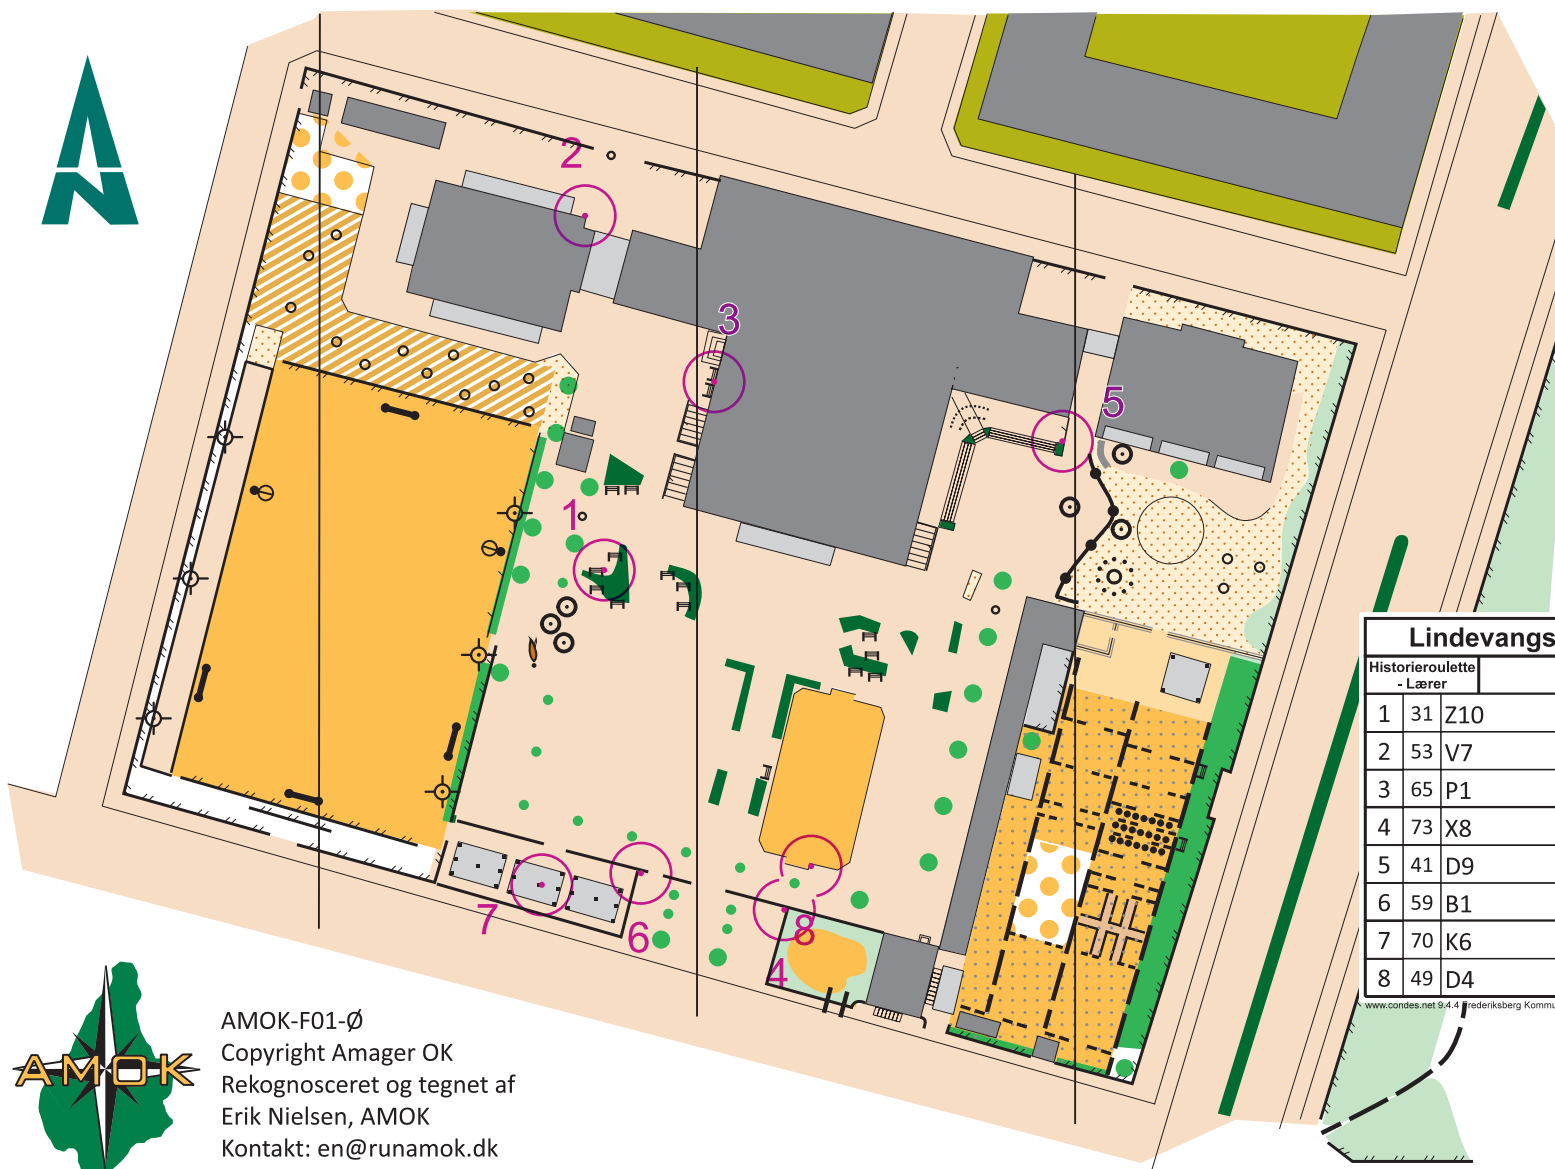 2
3
5
1
7
6
8
4
Lindevangs
Historieroulette
- Lærer
1 31 Z10
2 53 V7
3 65 P1
4 73 X8
5 41 D9
6 59 B1
7 70 K6
8 49 D4
www.condes.net 9.4.4 Frederiksberg Kommu
AMOK
AMOK-F01-Ø
Copyright Amager OK
Rekognosceret og tegnet af
Erik Nielsen, AMOK
Kontakt: en@runamok.dk